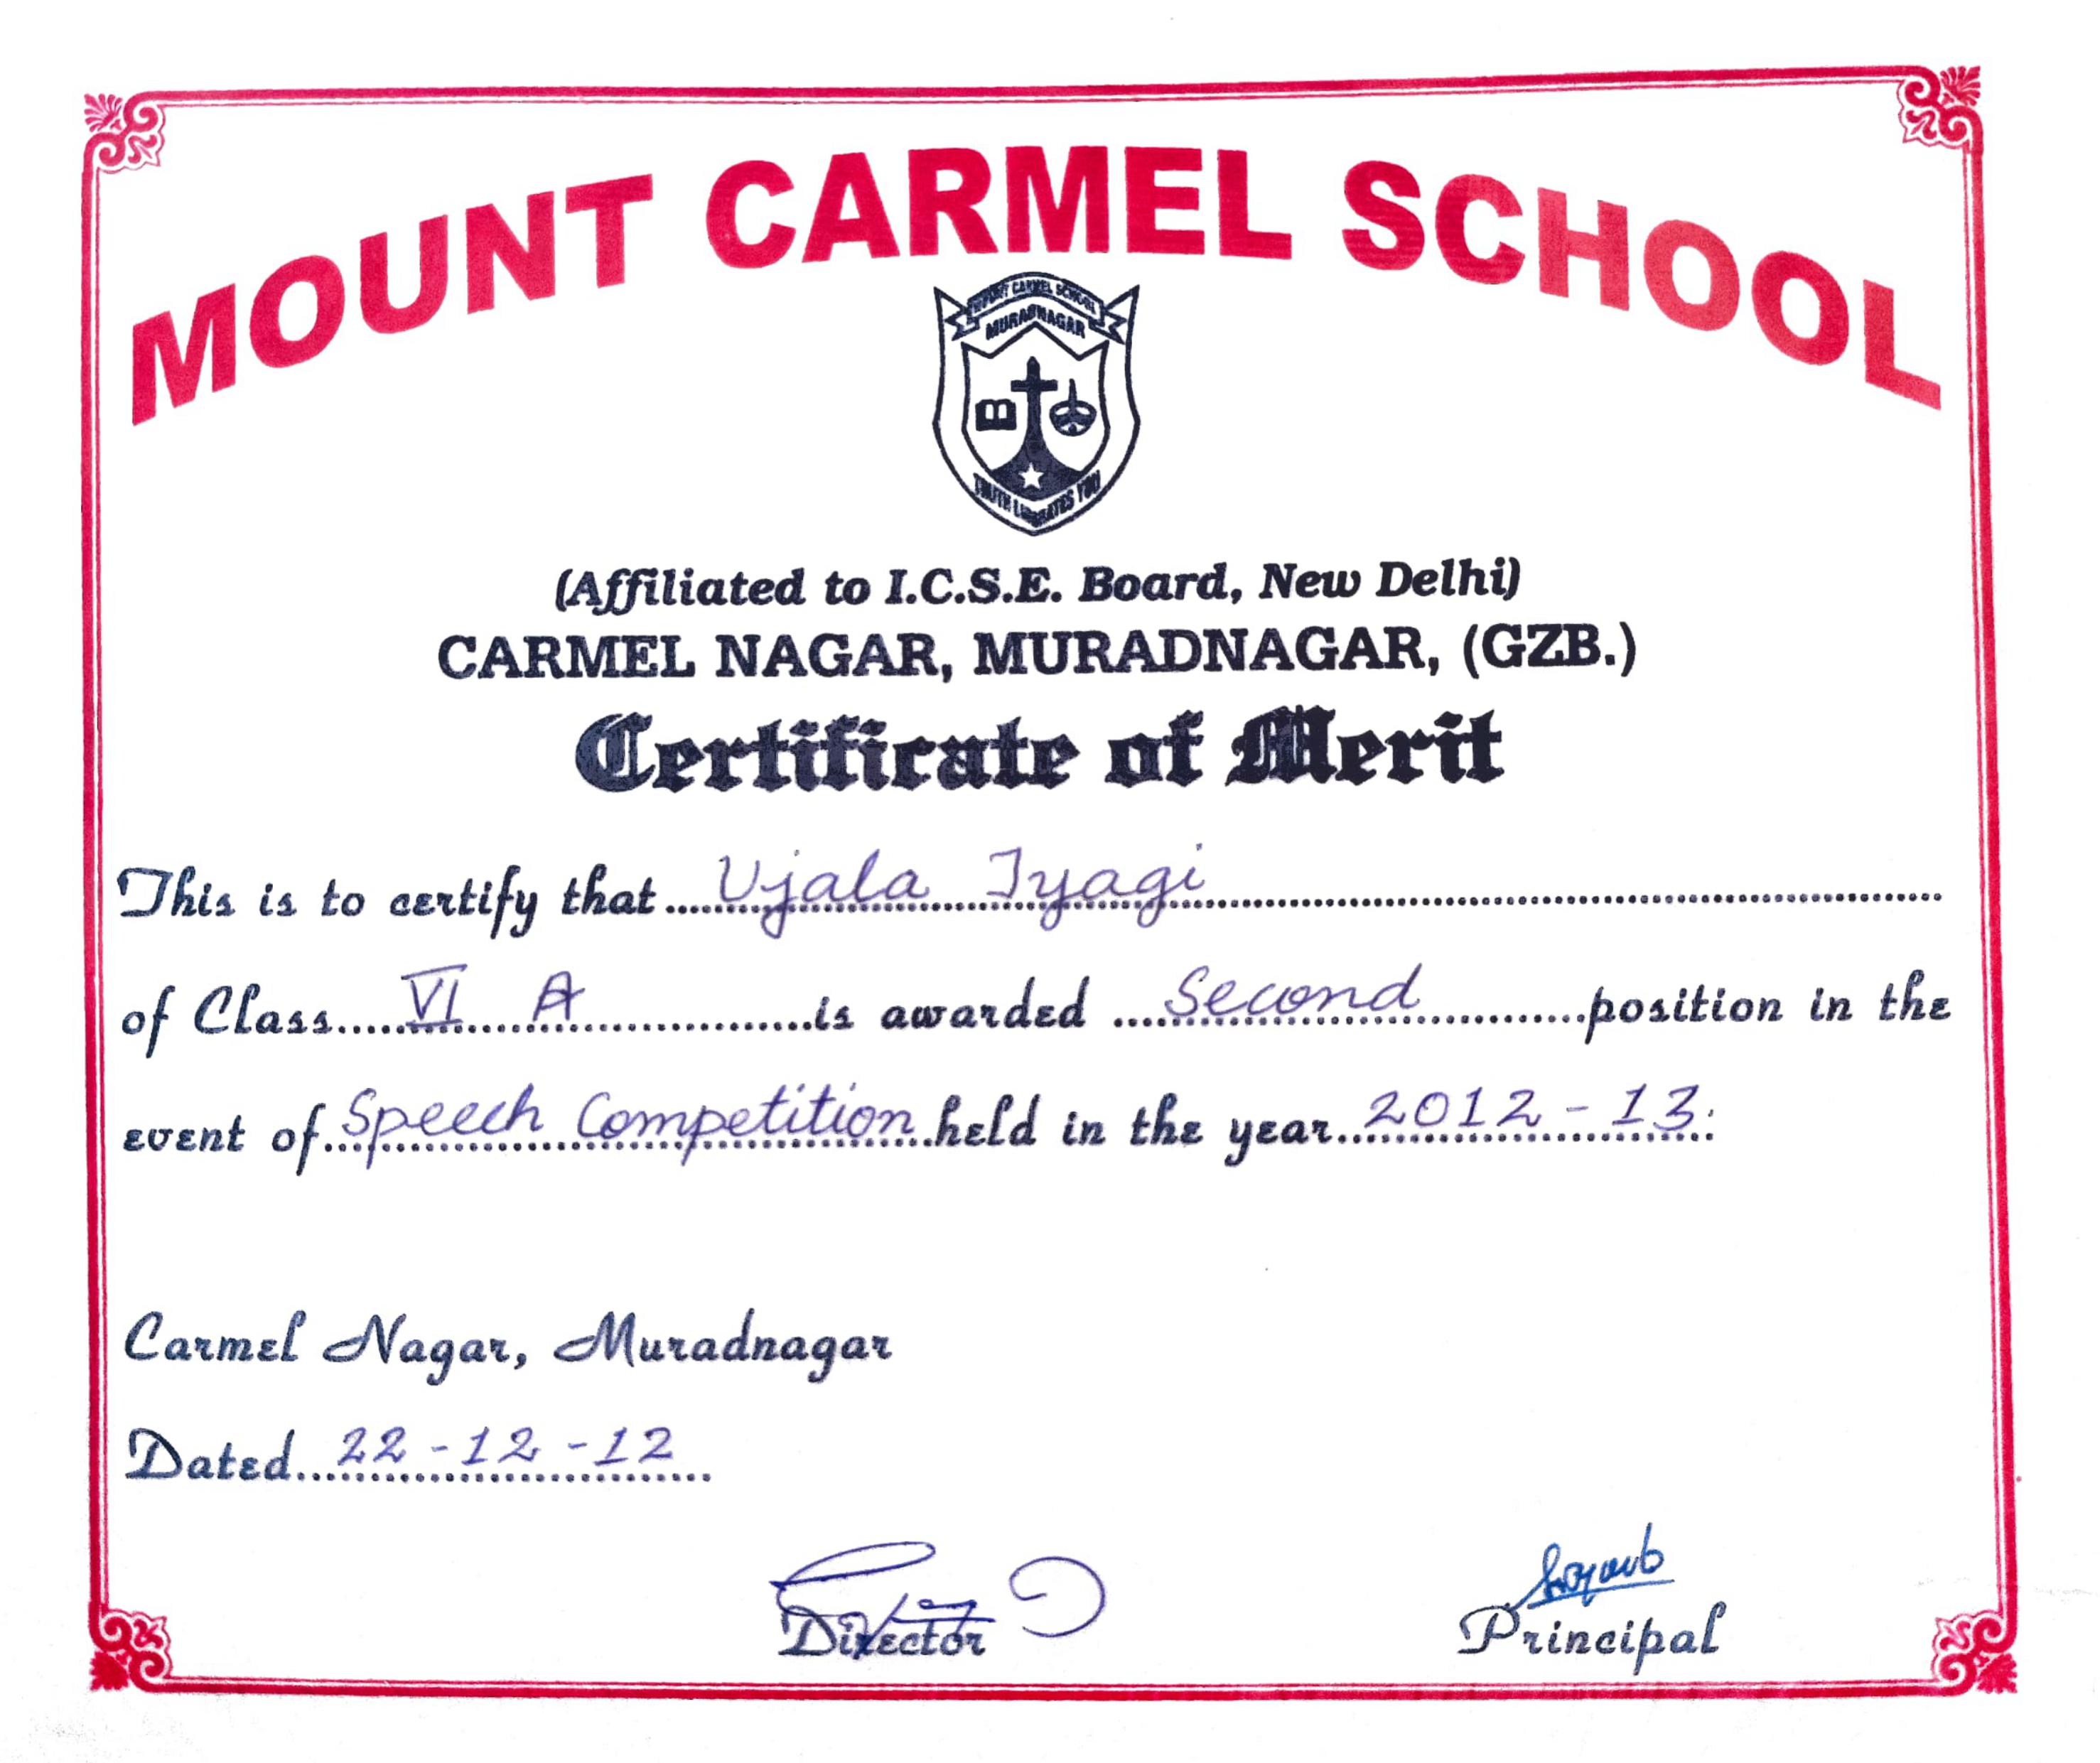 MOUNT CARMEL SCHOOL
MOUNT CARMEL SCHOOL
MURADNAGAR
TRUTH LIBERATES YOU
(Affiliated to I.C.S.E. Board, New Delhi)
CARMEL NAGAR, MURADNAGAR, (GZB.)
Certificate of Merit
This is to certify that Ujala Tyagi
of Class VI A is awarded Second position in the
event of Speech Competition held in the year 2012-13.
Carmel Nagar, Muradnagar
Dated 22-12-12
Director
Principal